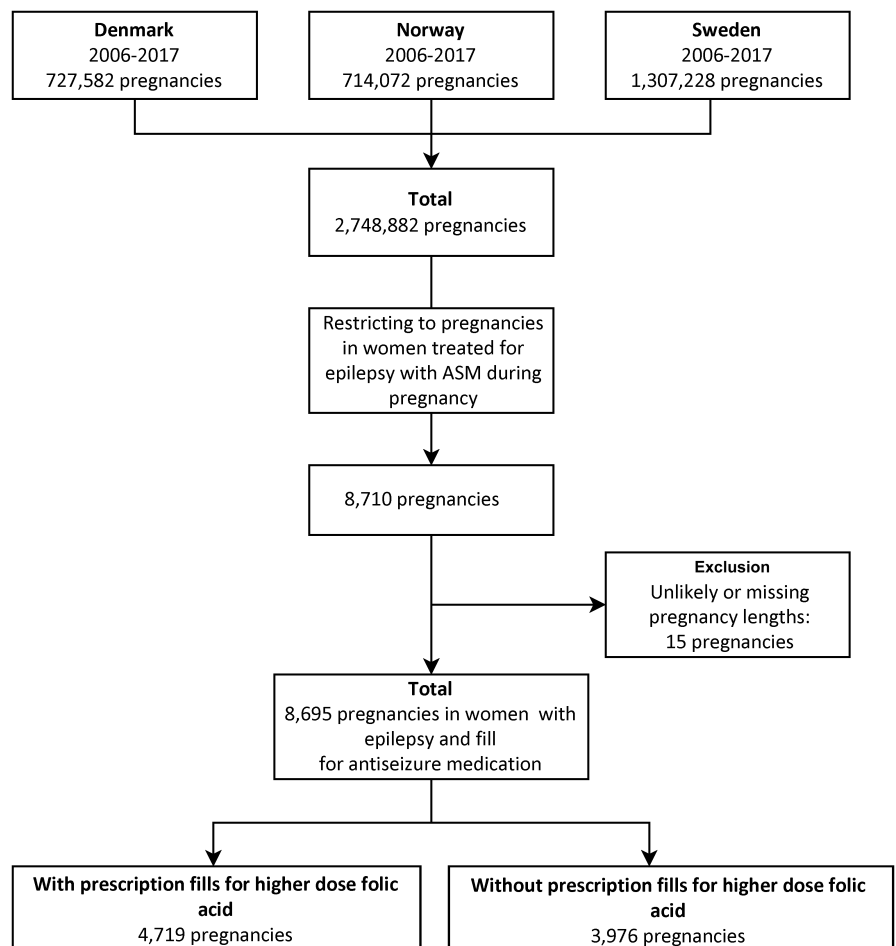 Denmark
2006-2017
727,582 pregnancies
Norway
2006-2017
714,072 pregnancies
Sweden
2006-2017
1,307,228 pregnancies
Total
2,748,882 pregnancies
Restricting to pregnancies
in women treated for
epilepsy with ASM during
pregnancy
8,710 pregnancies
Exclusion
Unlikely or missing
pregnancy lengths:
15 pregnancies
Total
8,695 pregnancies in women with
epilepsy and fill
for antiseizure medication
With prescription fills for higher dose folic
acid
4,719 pregnancies
Without prescription fills for higher dose folic
acid
3,976 pregnancies